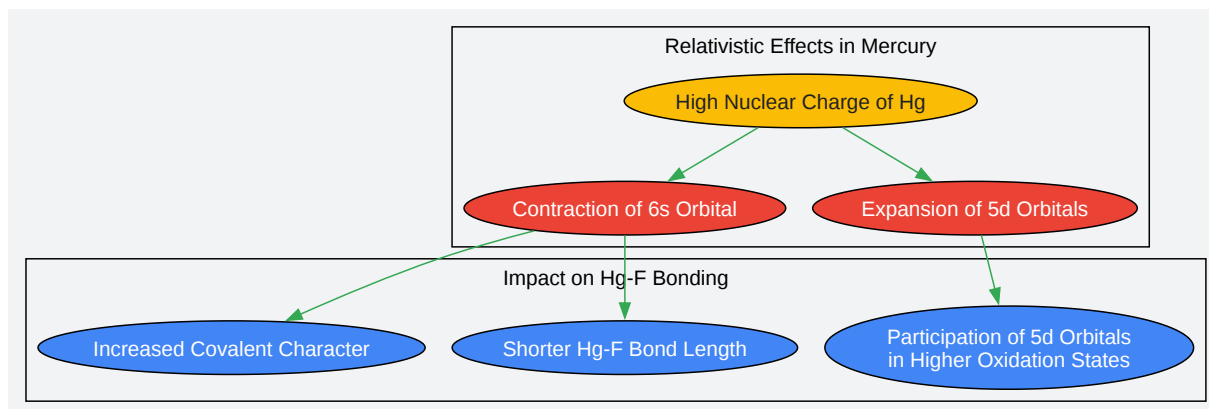 Relativistic Effects in Mercury
High Nuclear Charge of Hg
Contraction of 6s Orbital
Expansion of 5d Orbitals
Impact on Hg-F Bonding
Increased Covalent Character
Shorter Hg-F Bond Length
Participation of 5d Orbitals
in Higher Oxidation States